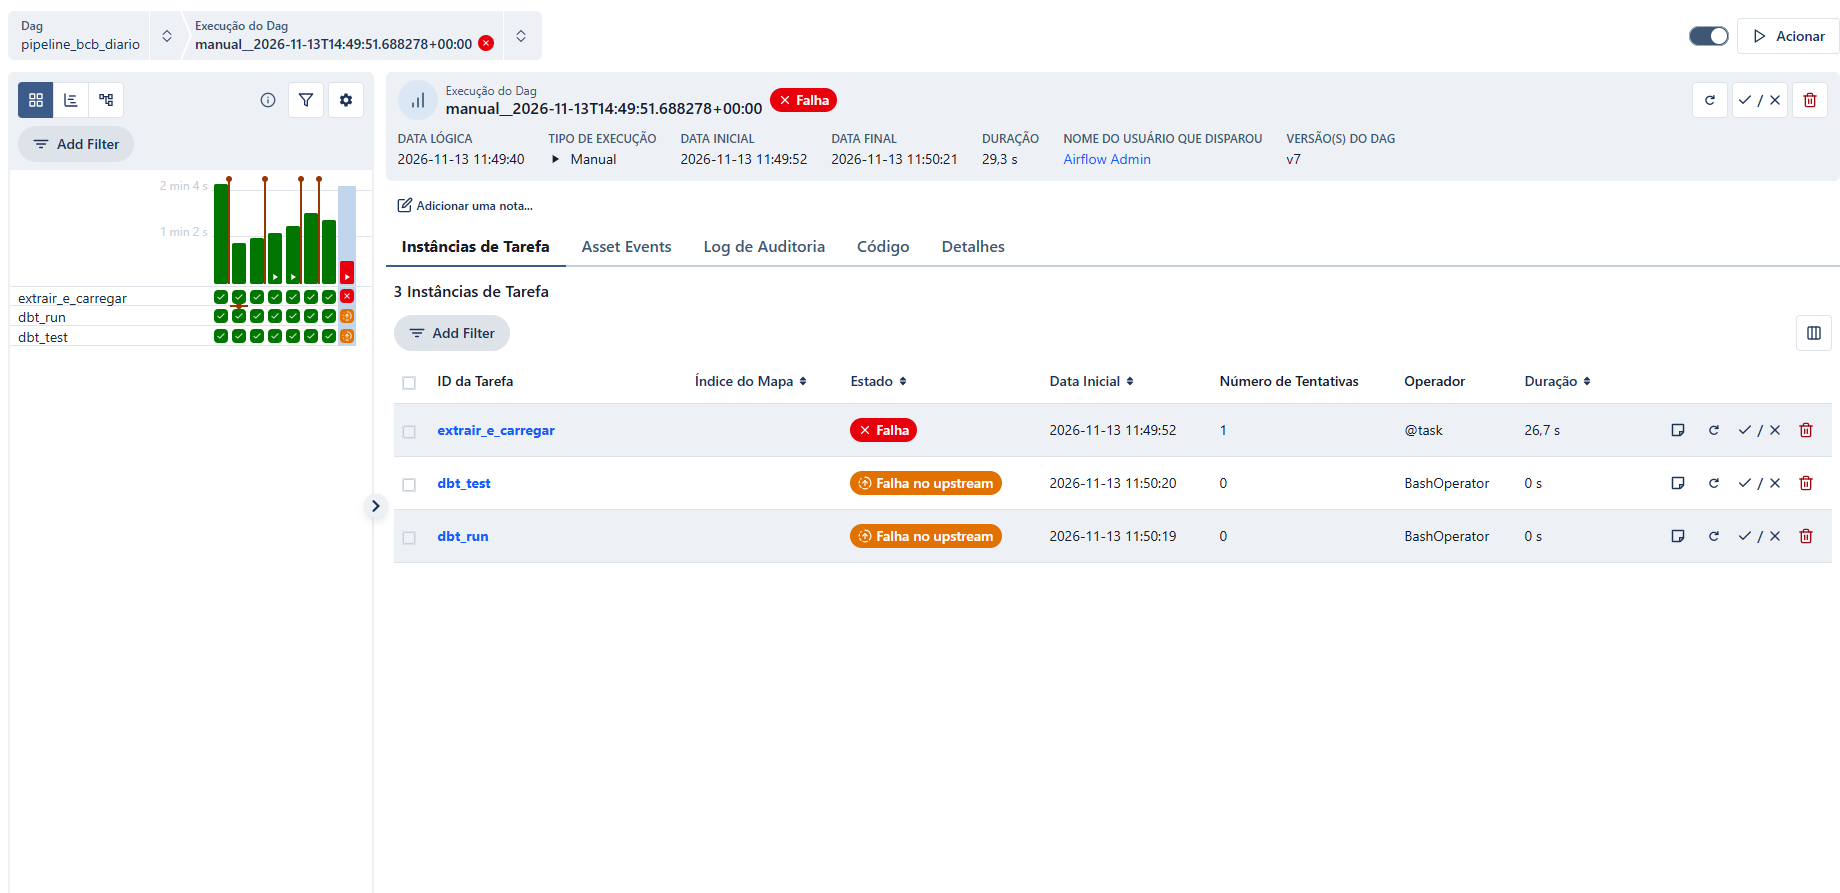 Dag
pipeline_bcb_diario
Execução do Dag
manual__2026-11-13T14:49:51.688278+00:00
Acionar
Add Filter
2 min 4 s
1 min 2 s
extrair_e_carregar
dbt_run
dbt_test
Execução do Dag
manual__2026-11-13T14:49:51.688278+00:00 Falha
DATA LÓGICA TIPO DE EXECUÇÃO DATA INICIAL DATA FINAL DURAÇÃO NOME DO USUÁRIO QUE DISPAROU VERSÃO(S) DO DAG
2026-11-13 11:49:40 Manual 2026-11-13 11:49:52 2026-11-13 11:50:21 29,3 s Airflow Admin v7
Adicionar uma nota...
Instâncias de Tarefa Asset Events Log de Auditoria Código Detalhes
3 Instâncias de Tarefa
Add Filter
ID da Tarefa Índice do Mapa Estado Data Inicial Número de Tentativas Operador Duração
extrair_e_carregar Falha 2026-11-13 11:49:52 1 @task 26,7 s /
dbt_test Falha no upstream 2026-11-13 11:50:20 0 BashOperator 0 s /
dbt_run Falha no upstream 2026-11-13 11:50:19 0 BashOperator 0 s /